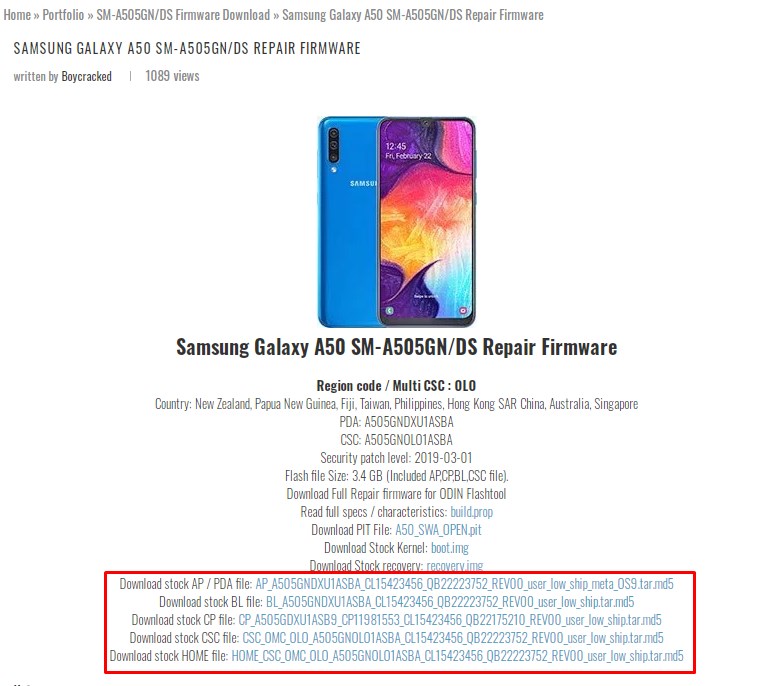 Home » Portfolio » SM-A505GN/DS Firmware Download » Samsung Galaxy A50 SM-A505GN/DS Repair Firmware
SAMSUNG GALAXY A50 SM-A505GN/DS REPAIR FIRMWARE
written by Boycracked | 1089 views
12:45
Fri, February 22
SAMSU
Swipe to unlock
Samsung Galaxy A50 SM-A505GN/DS Repair Firmware
Region code / Multi CSC : OLO
Country: New Zealand, Papua New Guinea, Fiji, Taiwan, Philippines, Hong Kong SAR China, Australia, Singapore
PDA: A505GNDXU1ASBA
CSC: A505GNOLO1ASBA
Security patch level: 2019-03-01
Flash file Size: 3.4 GB (Included AP,CP,BL,CSC file).
Download Full Repair firmware for ODIN Flashtool
Read full specs / characteristics: build.prop
Download PIT File: A50_SWA_OPEN.pit
Download Stock Kernel: boot.img
Download Stock recovery: recovery.img
Download stock AP / PDA file: AP_A505GNDXU1ASBA_CL15423456_QB22223752_REV00_user_low_ship_meta_OS9.tar.md5
Download stock BL file: BL_A505GNDXU1ASBA_CL15423456_QB22223752_REV00_user_low_ship.tar.md5
Download stock CP file: CP_A505GDXU1ASB9_CP11981553_CL15423456_QB22175210_REV00_user_low_ship.tar.md5
Download stock CSC file: CSC_OMC_OLO_A505GNOLO1ASBA_CL15423456_QB22223752_REV00_user_low_ship.tar.md5
Download stock HOME file: HOME_CSC_OMC_OLO_A505GNOLO1ASBA_CL15423456_QB22223752_REV00_user_low_ship.tar.md5